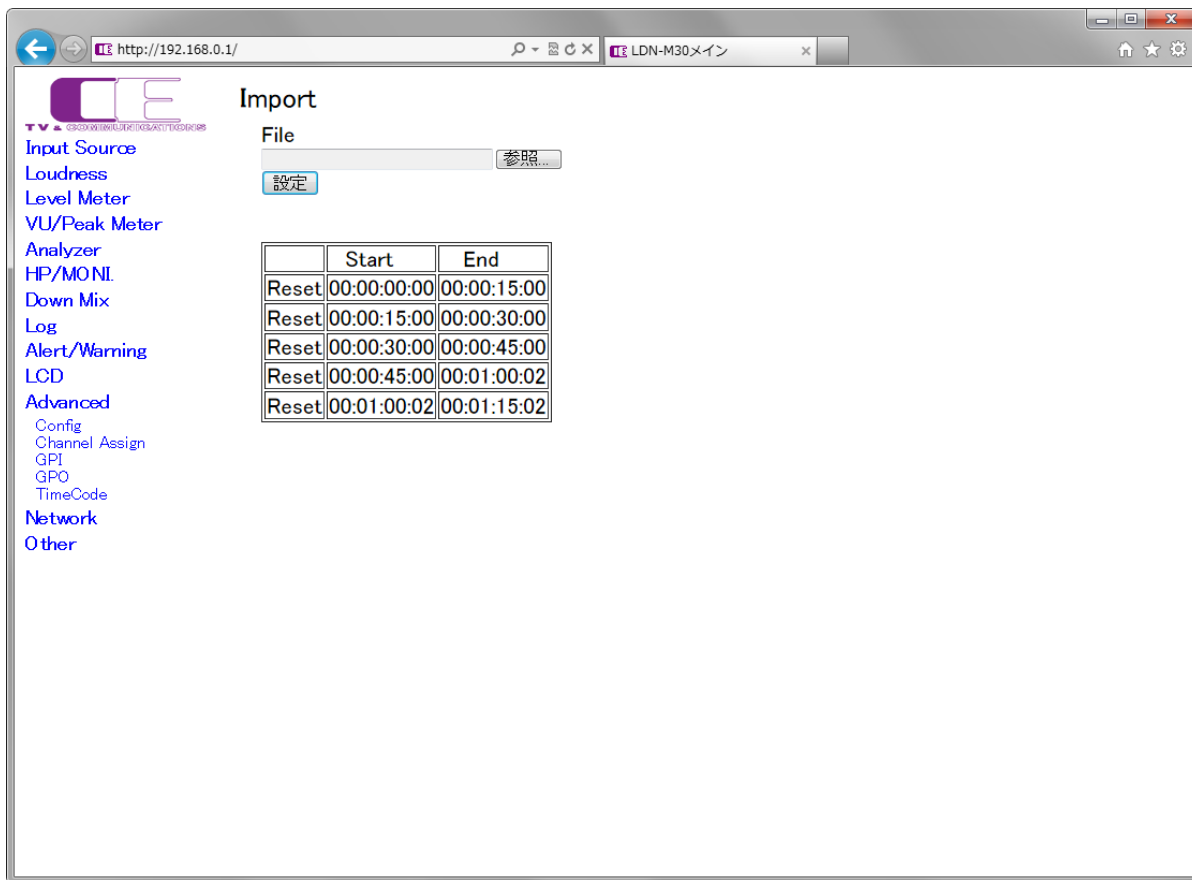 http://192.168.0.1/
LDN-M30メイン
TV & COMMUNICATIONS
Input Source
Loudness
Level Meter
VU/Peak Meter
Analyzer
HP/MONI.
Down Mix
Log
Alert/Warning
LCD
Advanced
Config
Channel Assign
GPI
GPO
TimeCode
Network
Other
Import
File
参照...
設定
Start End
Reset 00:00:00:00 00:00:15:00
Reset 00:00:15:00 00:00:30:00
Reset 00:00:30:00 00:00:45:00
Reset 00:00:45:00 00:01:00:02
Reset 00:01:00:02 00:01:15:02